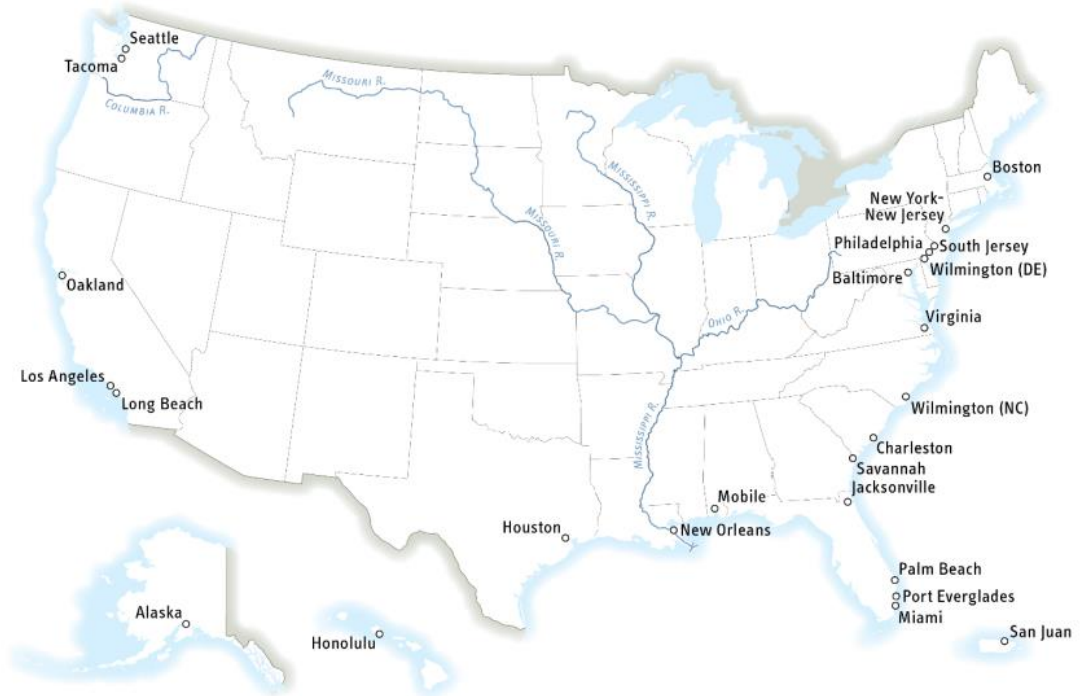 Seattle
Tacoma
COLUMBIA R.
MISSOURI R.
MISSISSIPPI R.
MISSOURI R.
OHIO R.
MISSISSIPPI R.
Boston
New York-
New Jersey
Philadelphia
South Jersey
Wilmington (DE)
Baltimore
Virginia
Oakland
Los Angeles
Long Beach
Wilmington (NC)
Charleston
Savannah
Jacksonville
Mobile
New Orleans
Houston
Palm Beach
Port Everglades
Miami
Alaska
Honolulu
San Juan